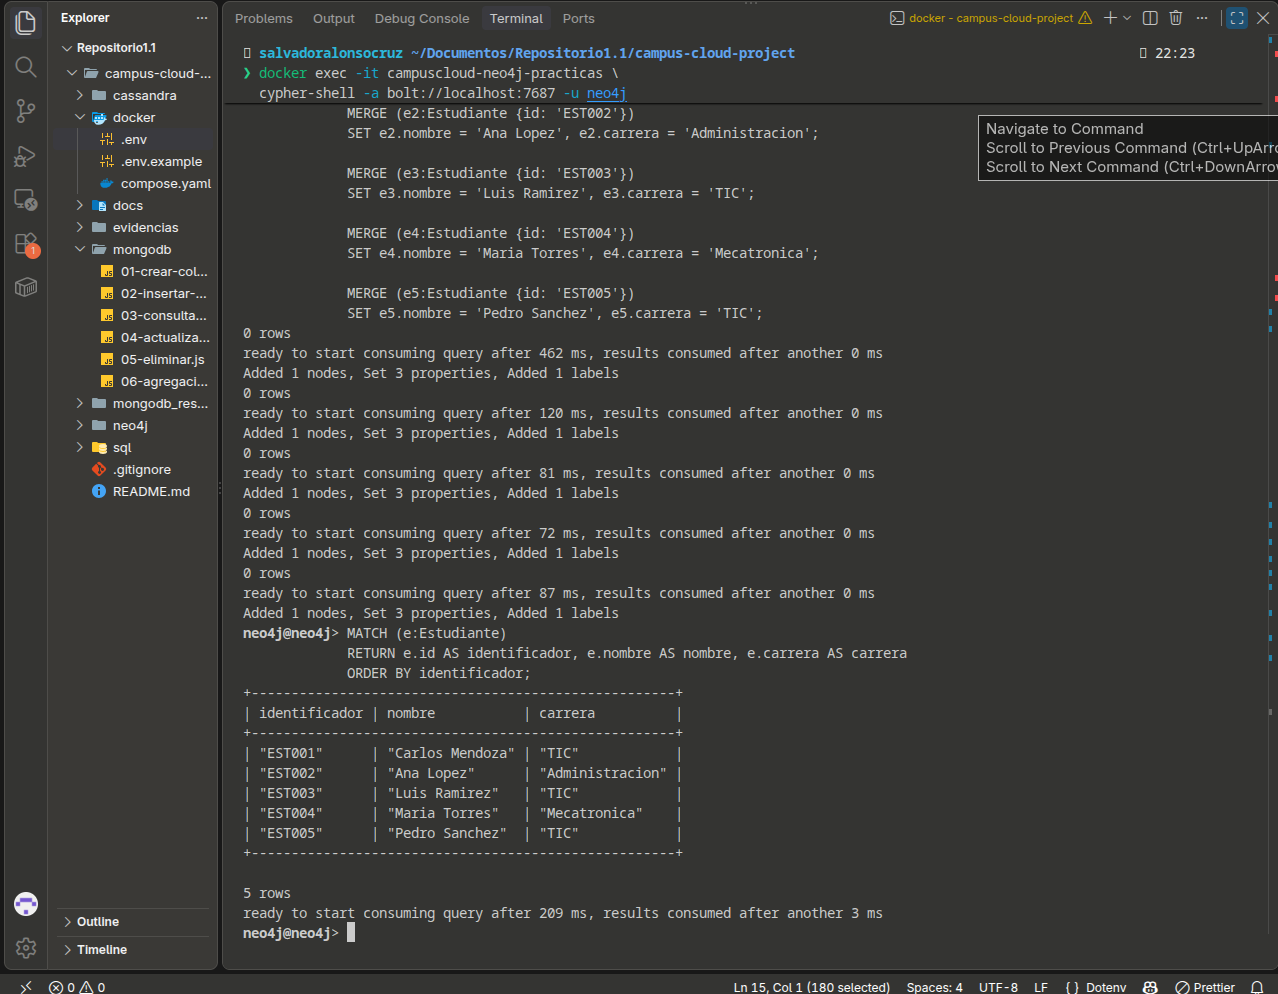 Explorer
Repositorio1.1
campus-cloud-...
cassandra
docker
.env
.env.example
compose.yaml
docs
evidencias
mongodb
01-crear-col...
02-insertar-...
03-consulta...
04-actualiza...
05-eliminar.js
06-agregaci...
mongodb_res...
neo4j
sql
.gitignore
README.md
Outline
Timeline
1
Problems Output Debug Console Terminal Ports
docker - campus-cloud-project
salvadoralonsocruz ~/Documentos/Repositorio1.1/campus-cloud-project 22:23
❯ docker exec -it campuscloud-neo4j-practicas \
cypher-shell -a bolt://localhost:7687 -u neo4j
Navigate to Command
Scroll to Previous Command (Ctrl+UpArro
Scroll to Next Command (Ctrl+DownArrow
MERGE (e2:Estudiante {id: 'EST002'})
SET e2.nombre = 'Ana Lopez', e2.carrera = 'Administracion';
MERGE (e3:Estudiante {id: 'EST003'})
SET e3.nombre = 'Luis Ramirez', e3.carrera = 'TIC';
MERGE (e4:Estudiante {id: 'EST004'})
SET e4.nombre = 'Maria Torres', e4.carrera = 'Mecatronica';
MERGE (e5:Estudiante {id: 'EST005'})
SET e5.nombre = 'Pedro Sanchez', e5.carrera = 'TIC';
0 rows
ready to start consuming query after 462 ms, results consumed after another 0 ms
Added 1 nodes, Set 3 properties, Added 1 labels
0 rows
ready to start consuming query after 120 ms, results consumed after another 0 ms
Added 1 nodes, Set 3 properties, Added 1 labels
0 rows
ready to start consuming query after 81 ms, results consumed after another 0 ms
Added 1 nodes, Set 3 properties, Added 1 labels
0 rows
ready to start consuming query after 72 ms, results consumed after another 0 ms
Added 1 nodes, Set 3 properties, Added 1 labels
0 rows
ready to start consuming query after 87 ms, results consumed after another 0 ms
Added 1 nodes, Set 3 properties, Added 1 labels
neo4j@neo4j> MATCH (e:Estudiante)
RETURN e.id AS identificador, e.nombre AS nombre, e.carrera AS carrera
ORDER BY identificador;
+-----------------------------------------------------+
| identificador | nombre | carrera |
+-----------------------------------------------------+
| "EST001" | "Carlos Mendoza" | "TIC" |
| "EST002" | "Ana Lopez" | "Administracion" |
| "EST003" | "Luis Ramirez" | "TIC" |
| "EST004" | "Maria Torres" | "Mecatronica" |
| "EST005" | "Pedro Sanchez" | "TIC" |
+-----------------------------------------------------+
5 rows
ready to start consuming query after 209 ms, results consumed after another 3 ms
neo4j@neo4j>
0 0 Ln 15, Col 1 (180 selected) Spaces: 4 UTF-8 LF { } Dotenv Prettier